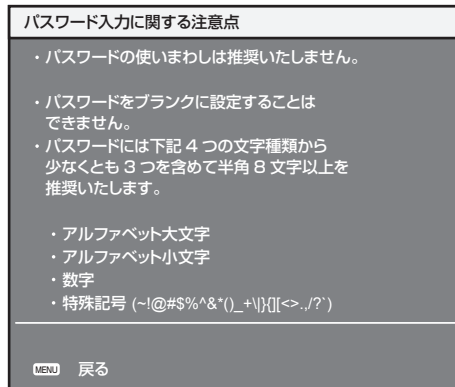 パスワード入力に関する注意点
・パスワードの使いまわしは推奨いたしません。
・パスワードをブランクに設定することは
できません。
・パスワードには下記 4 つの文字種類から
少なくとも 3 つを含めて半角 8 文字以上を
推奨いたします。
・アルファベット大文字
・アルファベット小文字
・数字
・特殊記号 (~!@#$%^&*()_+\|}{][<>.,/?`)
MENU 戻る